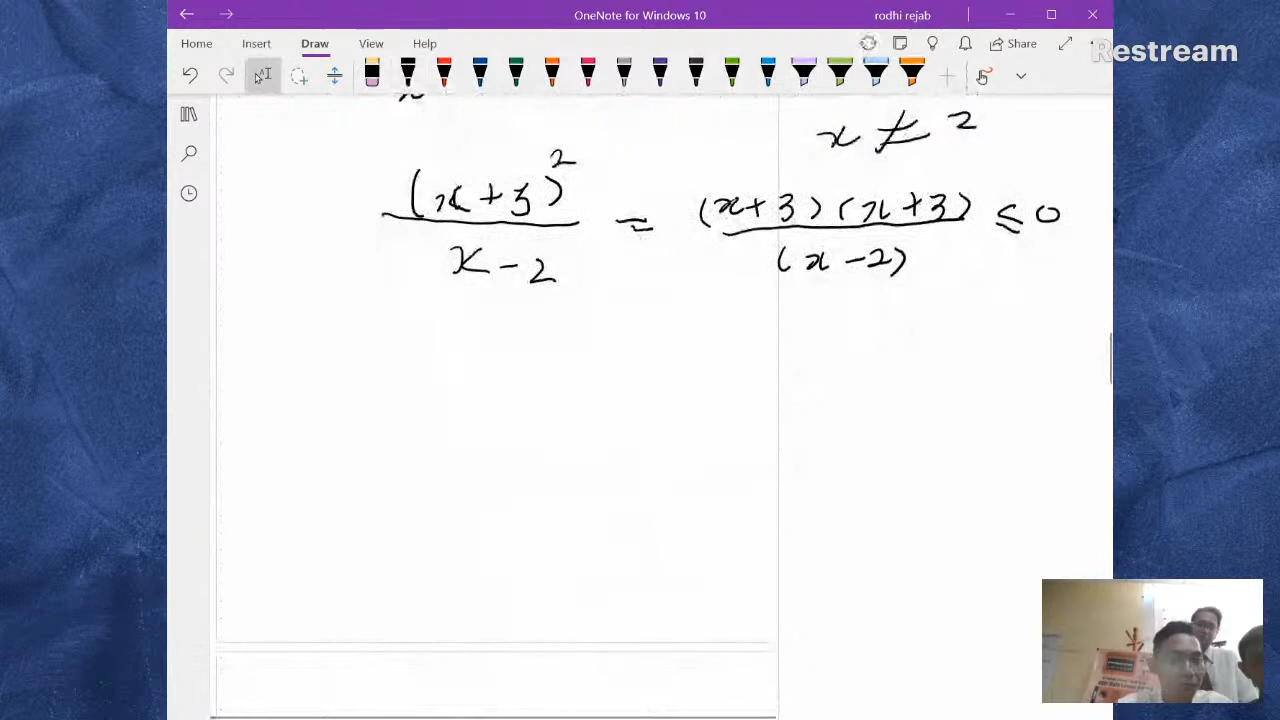 OneNote for Windows 10
rodhi rejab
Home Insert Draw View Help
Share
Restream
x ≠ 2
(x+3)² / x-2 = (x+3)(x+3) / (x-2) ≤ 0